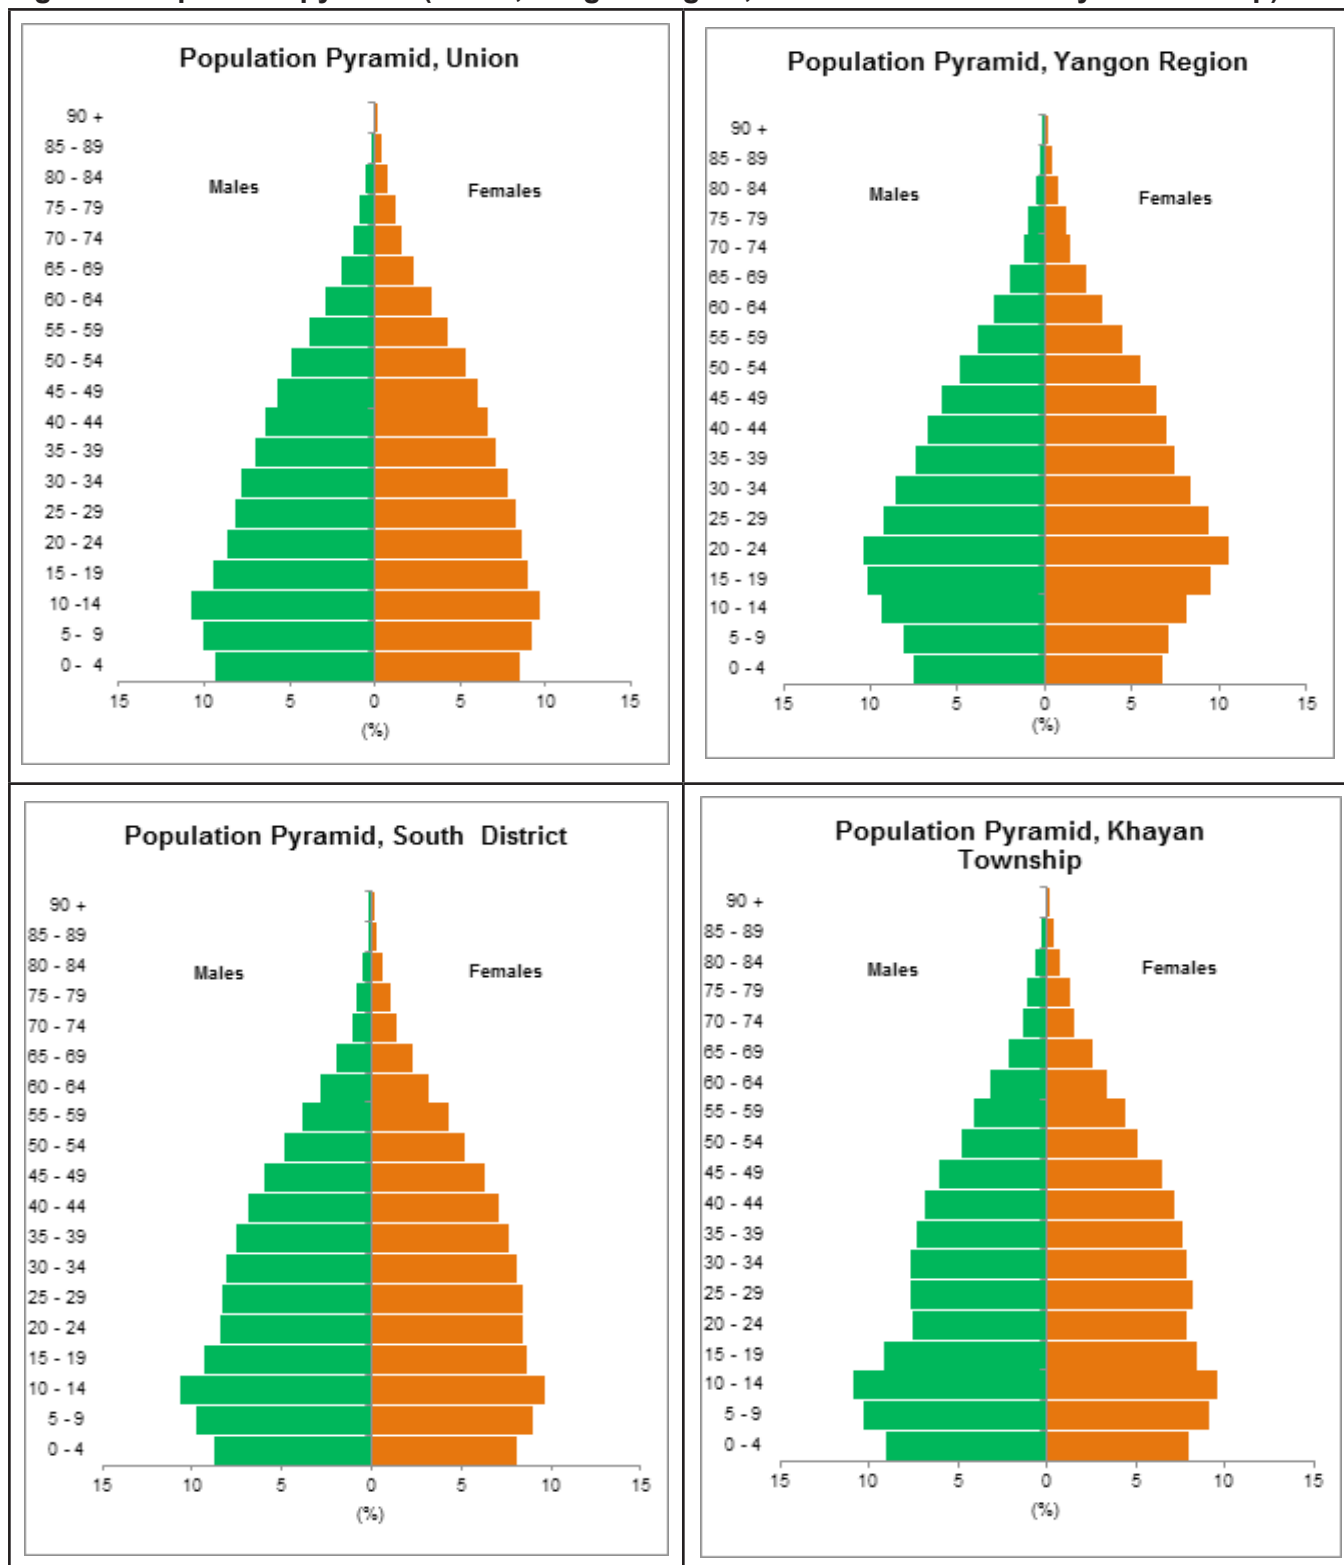 Population Pyramid, Union
90 +
85 - 89
80 - 84
75 - 79
70 - 74
65 - 69
60 - 64
55 - 59
50 - 54
45 - 49
40 - 44
35 - 39
30 - 34
25 - 29
20 - 24
15 - 19
10 -14
5 - 9
0 - 4
Males
Females
15 10 5 0 5 10 15
(%)
Population Pyramid, Yangon Region
90 +
85 - 89
80 - 84
75 - 79
70 - 74
65 - 69
60 - 64
55 - 59
50 - 54
45 - 49
40 - 44
35 - 39
30 - 34
25 - 29
20 - 24
15 - 19
10 - 14
5 - 9
0 - 4
Males
Females
15 10 5 0 5 10 15
(%)
Population Pyramid, South District
90 +
85 - 89
80 - 84
75 - 79
70 - 74
65 - 69
60 - 64
55 - 59
50 - 54
45 - 49
40 - 44
35 - 39
30 - 34
25 - 29
20 - 24
15 - 19
10 - 14
5 - 9
0 - 4
Males
Females
15 10 5 0 5 10 15
(%)
Population Pyramid, Khayan
Township
90 +
85 - 89
80 - 84
75 - 79
70 - 74
65 - 69
60 - 64
55 - 59
50 - 54
45 - 49
40 - 44
35 - 39
30 - 34
25 - 29
20 - 24
15 - 19
10 - 14
5 - 9
0 - 4
Males
Females
15 10 5 0 5 10 15
(%)